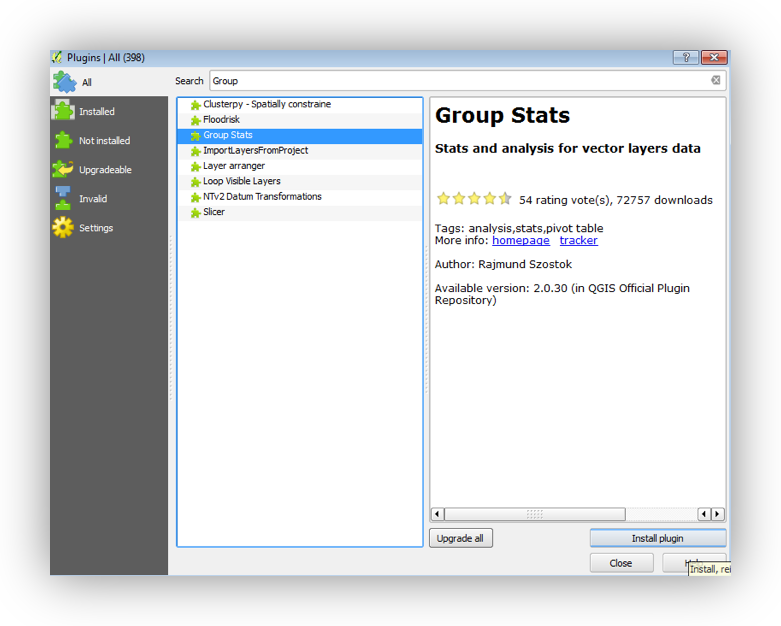 Plugins | All (398)
?
All
Installed
Not installed
Upgradeable
Invalid
Settings
Search
Group
Clusterpy - Spatially constraine
Floodrisk
Group Stats
ImportLayersFromProject
Layer arranger
Loop Visible Layers
NTv2 Datum Transformations
Slicer
Group Stats
Stats and analysis for vector layers data
54 rating vote(s), 72757 downloads
Tags: analysis,stats,pivot table
More info: homepage tracker
Author: Rajmund Szostok
Available version: 2.0.30 (in QGIS Official Plugin
Repository)
Upgrade all
Install plugin
Close
Install, rei